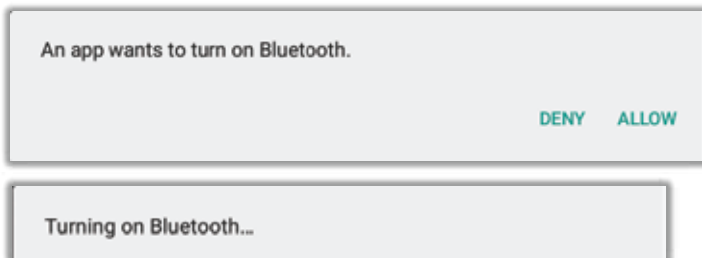 An app wants to turn on Bluetooth.
DENY ALLOW
Turning on Bluetooth...